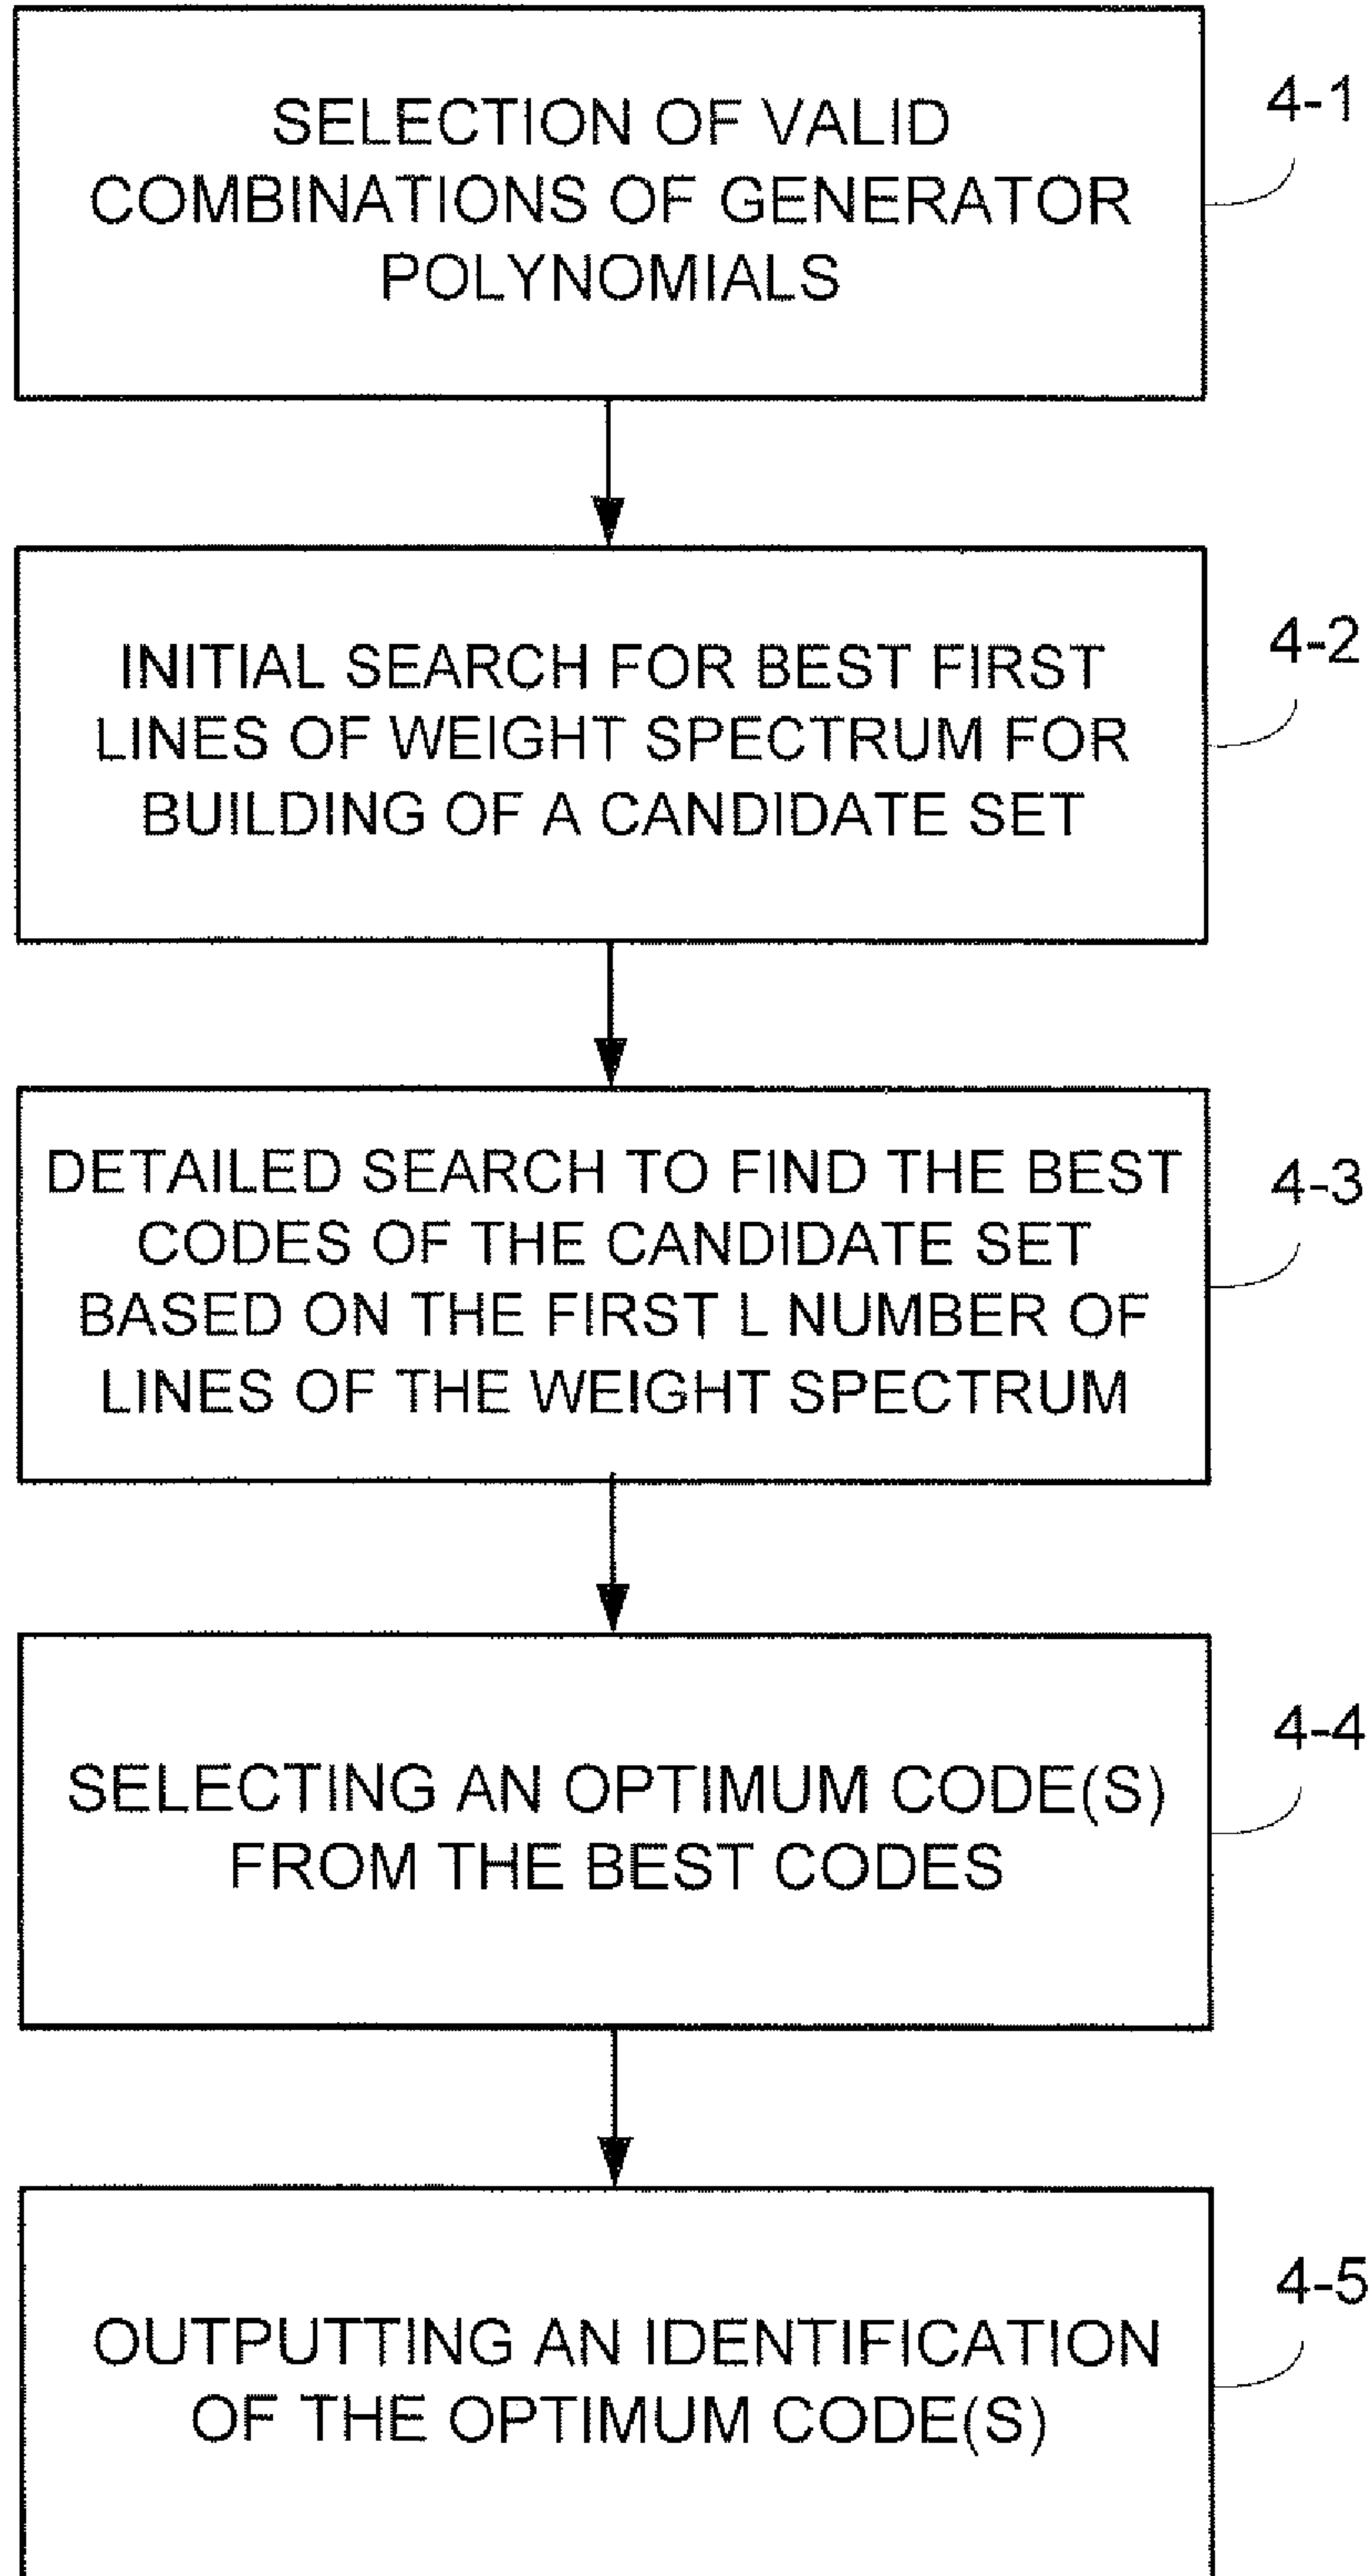 SELECTION OF VALID
COMBINATIONS OF GENERATOR
POLYNOMIALS
4-1
INITIAL SEARCH FOR BEST FIRST
LINES OF WEIGHT SPECTRUM FOR
BUILDING OF A CANDIDATE SET
4-2
DETAILED SEARCH TO FIND THE BEST
CODES OF THE CANDIDATE SET
BASED ON THE FIRST L NUMBER OF
LINES OF THE WEIGHT SPECTRUM
4-3
SELECTING AN OPTIMUM CODE(S)
FROM THE BEST CODES
4-4
OUTPUTTING AN IDENTIFICATION
OF THE OPTIMUM CODE(S)
4-5